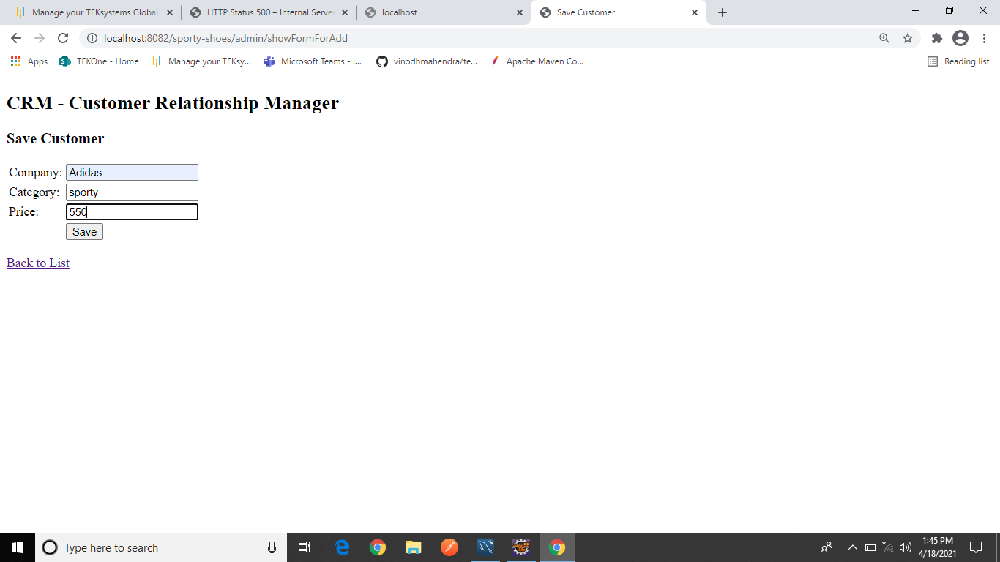 Manage your TEKsystems Global
HTTP Status 500 – Internal Server
localhost
Save Customer
localhost:8082/sporty-shoes/admin/showFormForAdd
Apps
TEKOne - Home
Manage your TEKsy...
Microsoft Teams - I...
vinodhmahendra/te...
Apache Maven Co...
Reading list
CRM - Customer Relationship Manager
Save Customer
Company: Adidas
Category: sporty
Price: 550
Save
Back to List
Type here to search
1:45 PM
4/18/2021